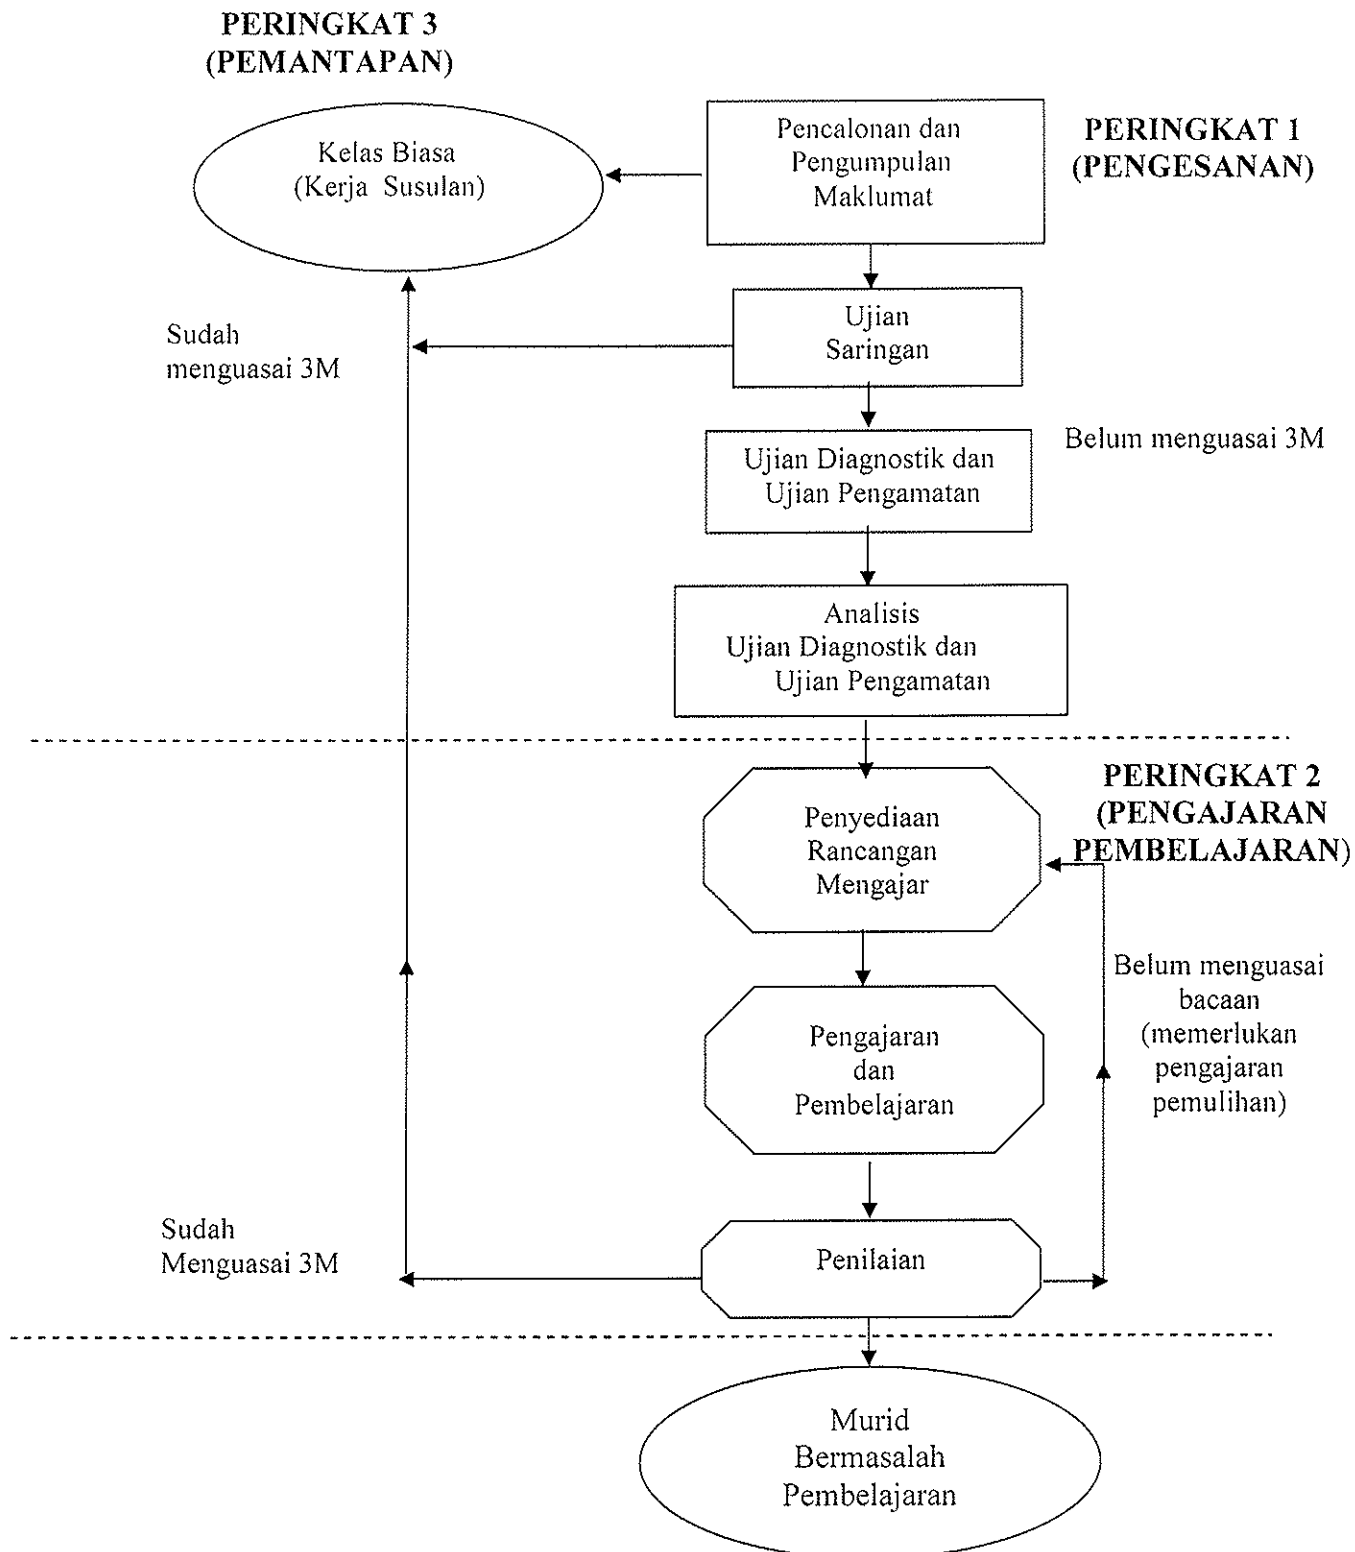 PERINGKAT 3
(PEMANTAPAN)
Kelas Biasa
(Kerja Susulan)
Pencalonan dan
Pengumpulan
Maklumat
PERINGKAT 1
(PENGESANAN)
Sudah
menguasai 3M
Ujian
Saringan
Ujian Diagnostik dan
Ujian Pengamatan
Belum menguasai 3M
Analisis
Ujian Diagnostik dan
Ujian Pengamatan
PERINGKAT 2
(PENGAJARAN
PEMBELAJARAN)
Penyediaan
Rancangan
Mengajar
Belum menguasai
bacaan
(memerlukan
pengajaran
pemulihan)
Pengajaran
dan
Pembelajaran
Sudah
Menguasai 3M
Penilaian
Murid
Bermasalah
Pembelajaran